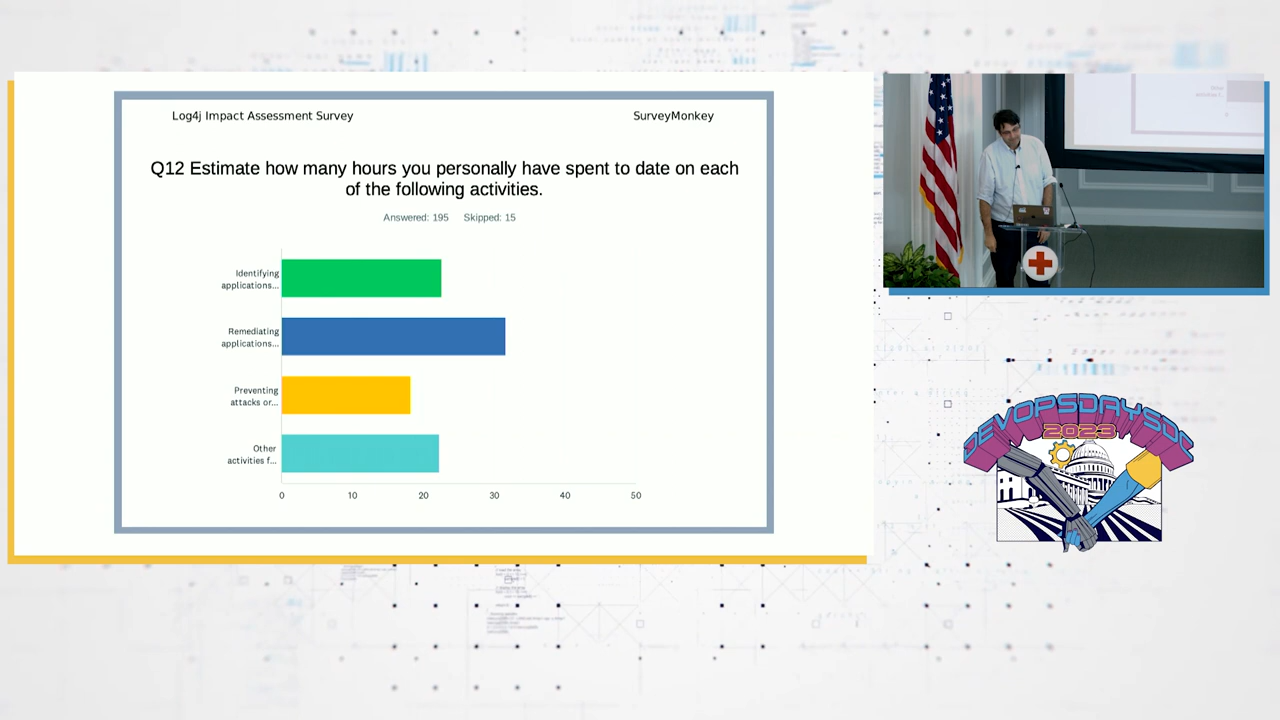 Log4j Impact Assessment Survey
SurveyMonkey
Q12 Estimate how many hours you personally have spent to date on each
of the following activities.
Answered: 195 Skipped: 15
Identifying
applications...
Remediating
applications...
Preventing
attacks or...
Other
activities f...
0 10 20 30 40 50
DEVOPSDAYSDC
2023